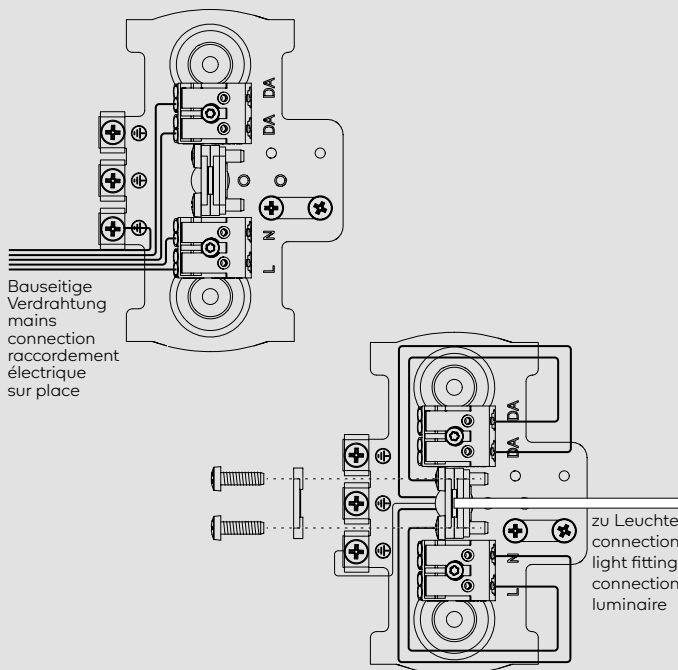 DA
DA
N
L
Bauseitige
Verdrahtung
mains
connection
raccordement
électrique
sur place
DA
DA
N
L
zu Leuchte
connection
light fitting
connection
luminaire